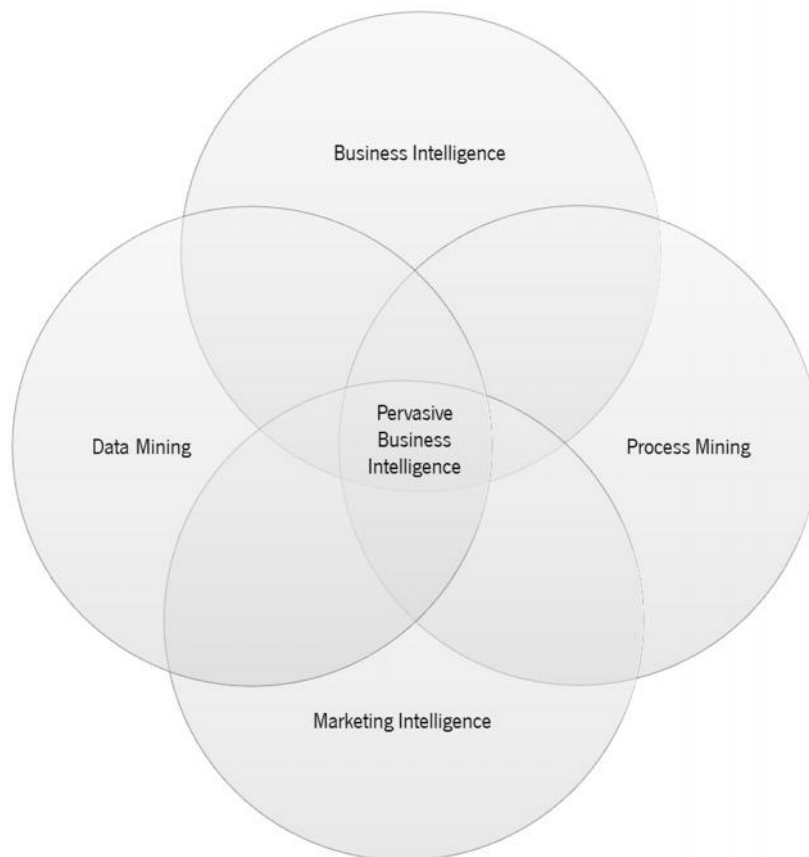 Business Intelligence
Data Mining
Pervasive
Business
Intelligence
Process Mining
Marketing Intelligence